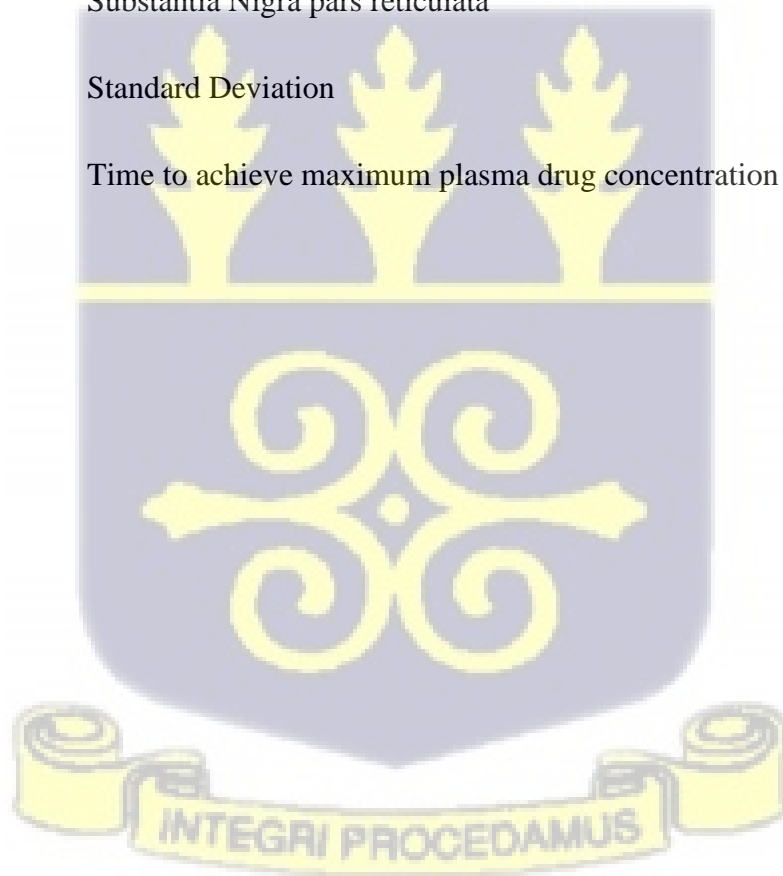 Substantia Nigra pars reticulata
Standard Deviation
Time to achieve maximum plasma drug concentration
INTEGRI PROCEDAMUS